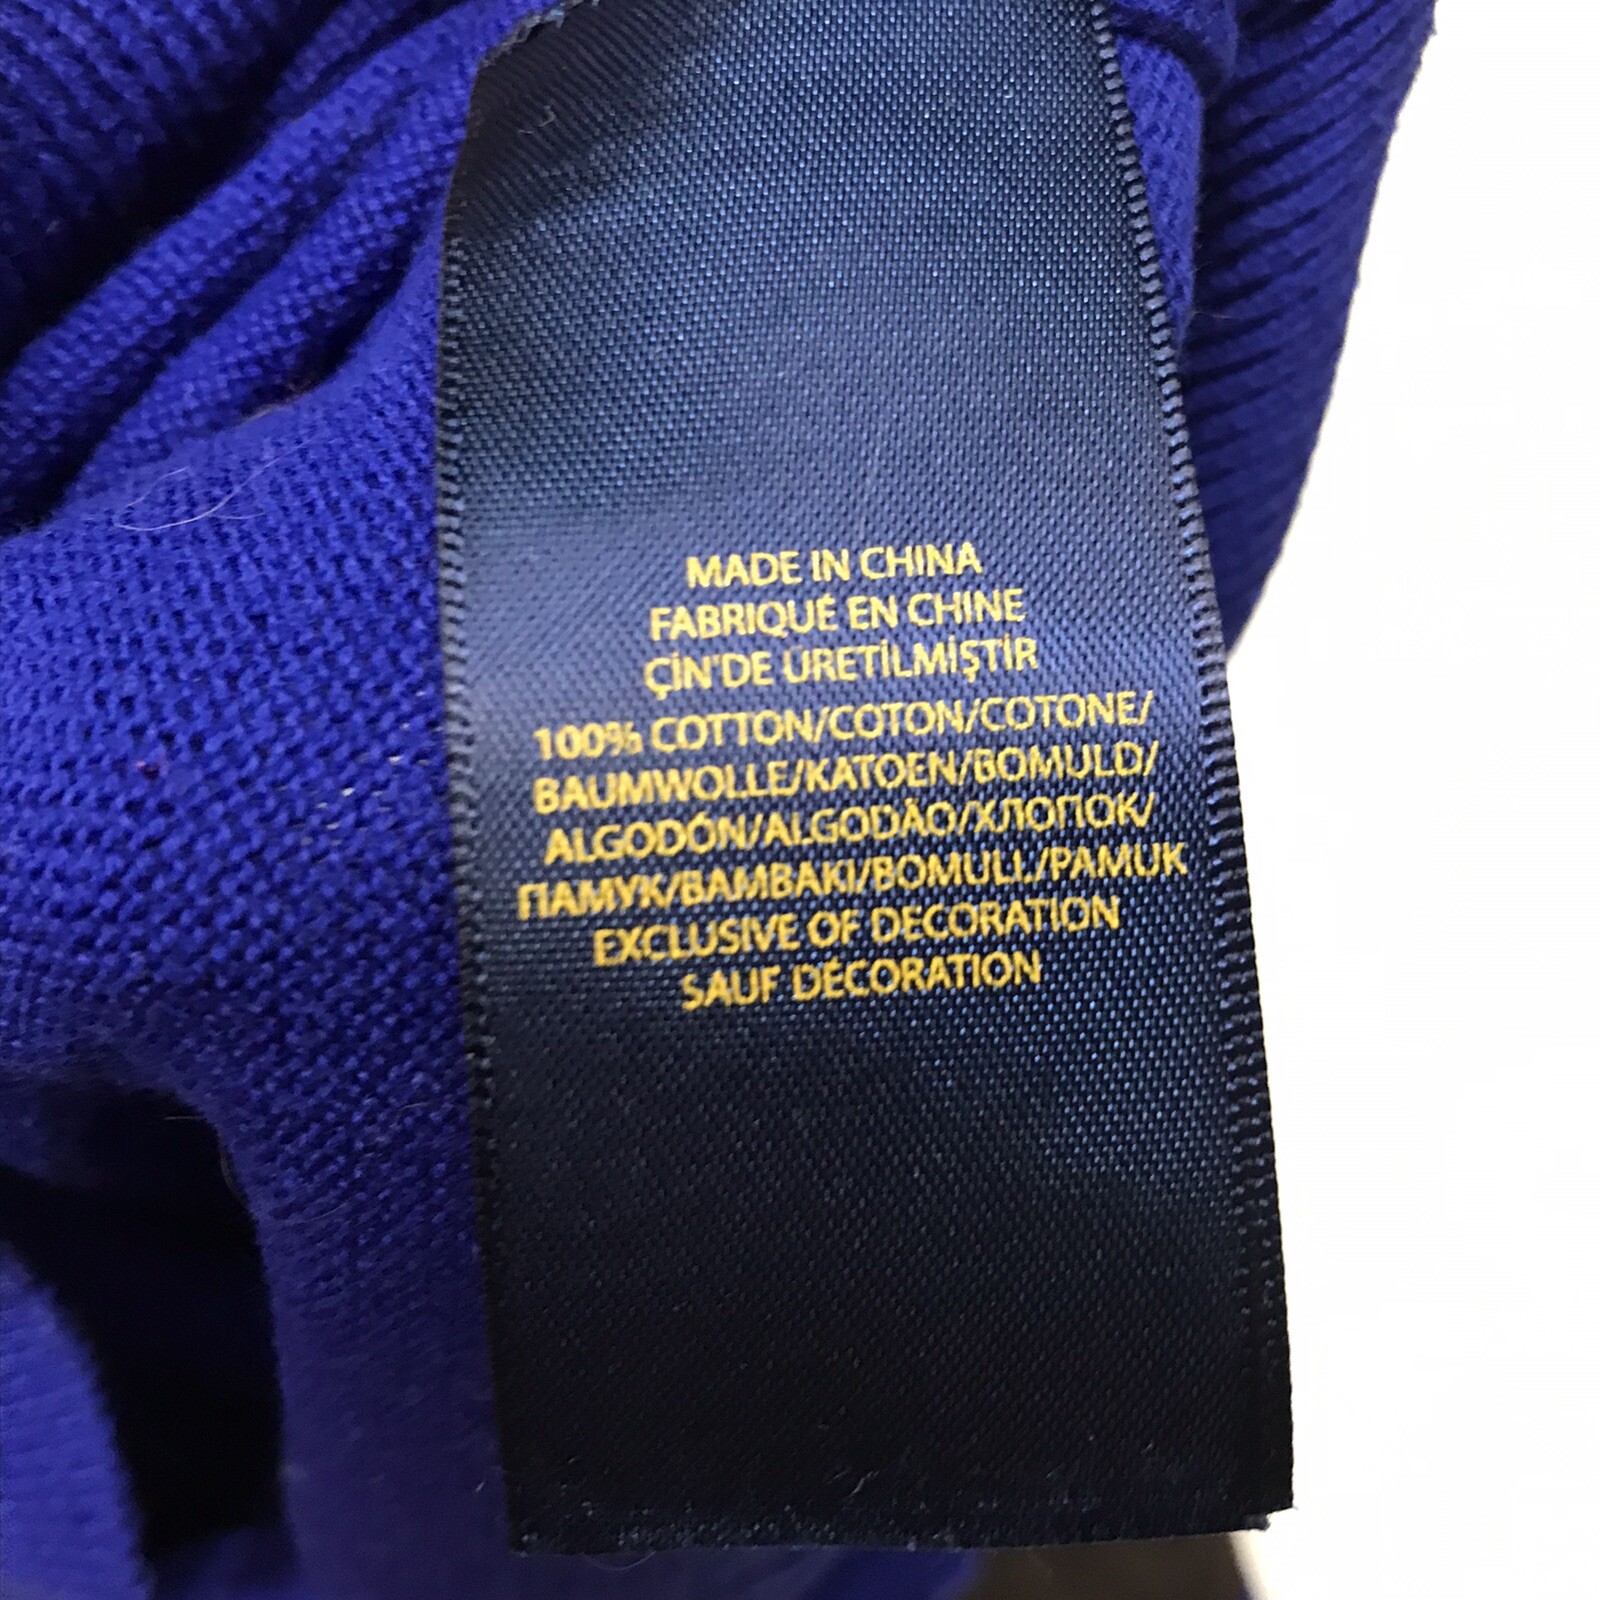 MADE IN CHINA
FABRIQUÉ EN CHINE
ÇİN'DE ÜRETİLMİŞTİR
100% COTTON/COTON/COTONE/
BAUMWOLLE/KATOEN/BOMULD/
ALGODÓN/ALGODÃO/ХЛОПОК/
ПАМУК/ΒΑΜΒΑΚΙ/BOMULL/PAMUK
EXCLUSIVE OF DECORATION
SAUF DÉCORATION